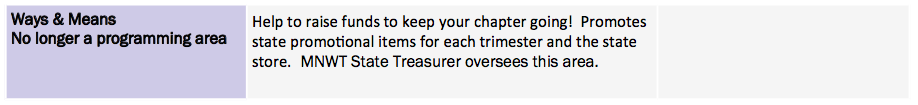 Ways & Means
No longer a programming area
Help to raise funds to keep your chapter going!  Promotes
state promotional items for each trimester and the state
store.  MNWT State Treasurer oversees this area.